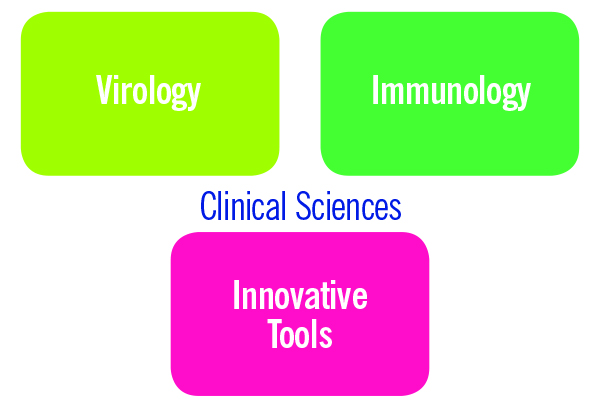 Virology
Immunology
Clinical Sciences
Innovative
Tools